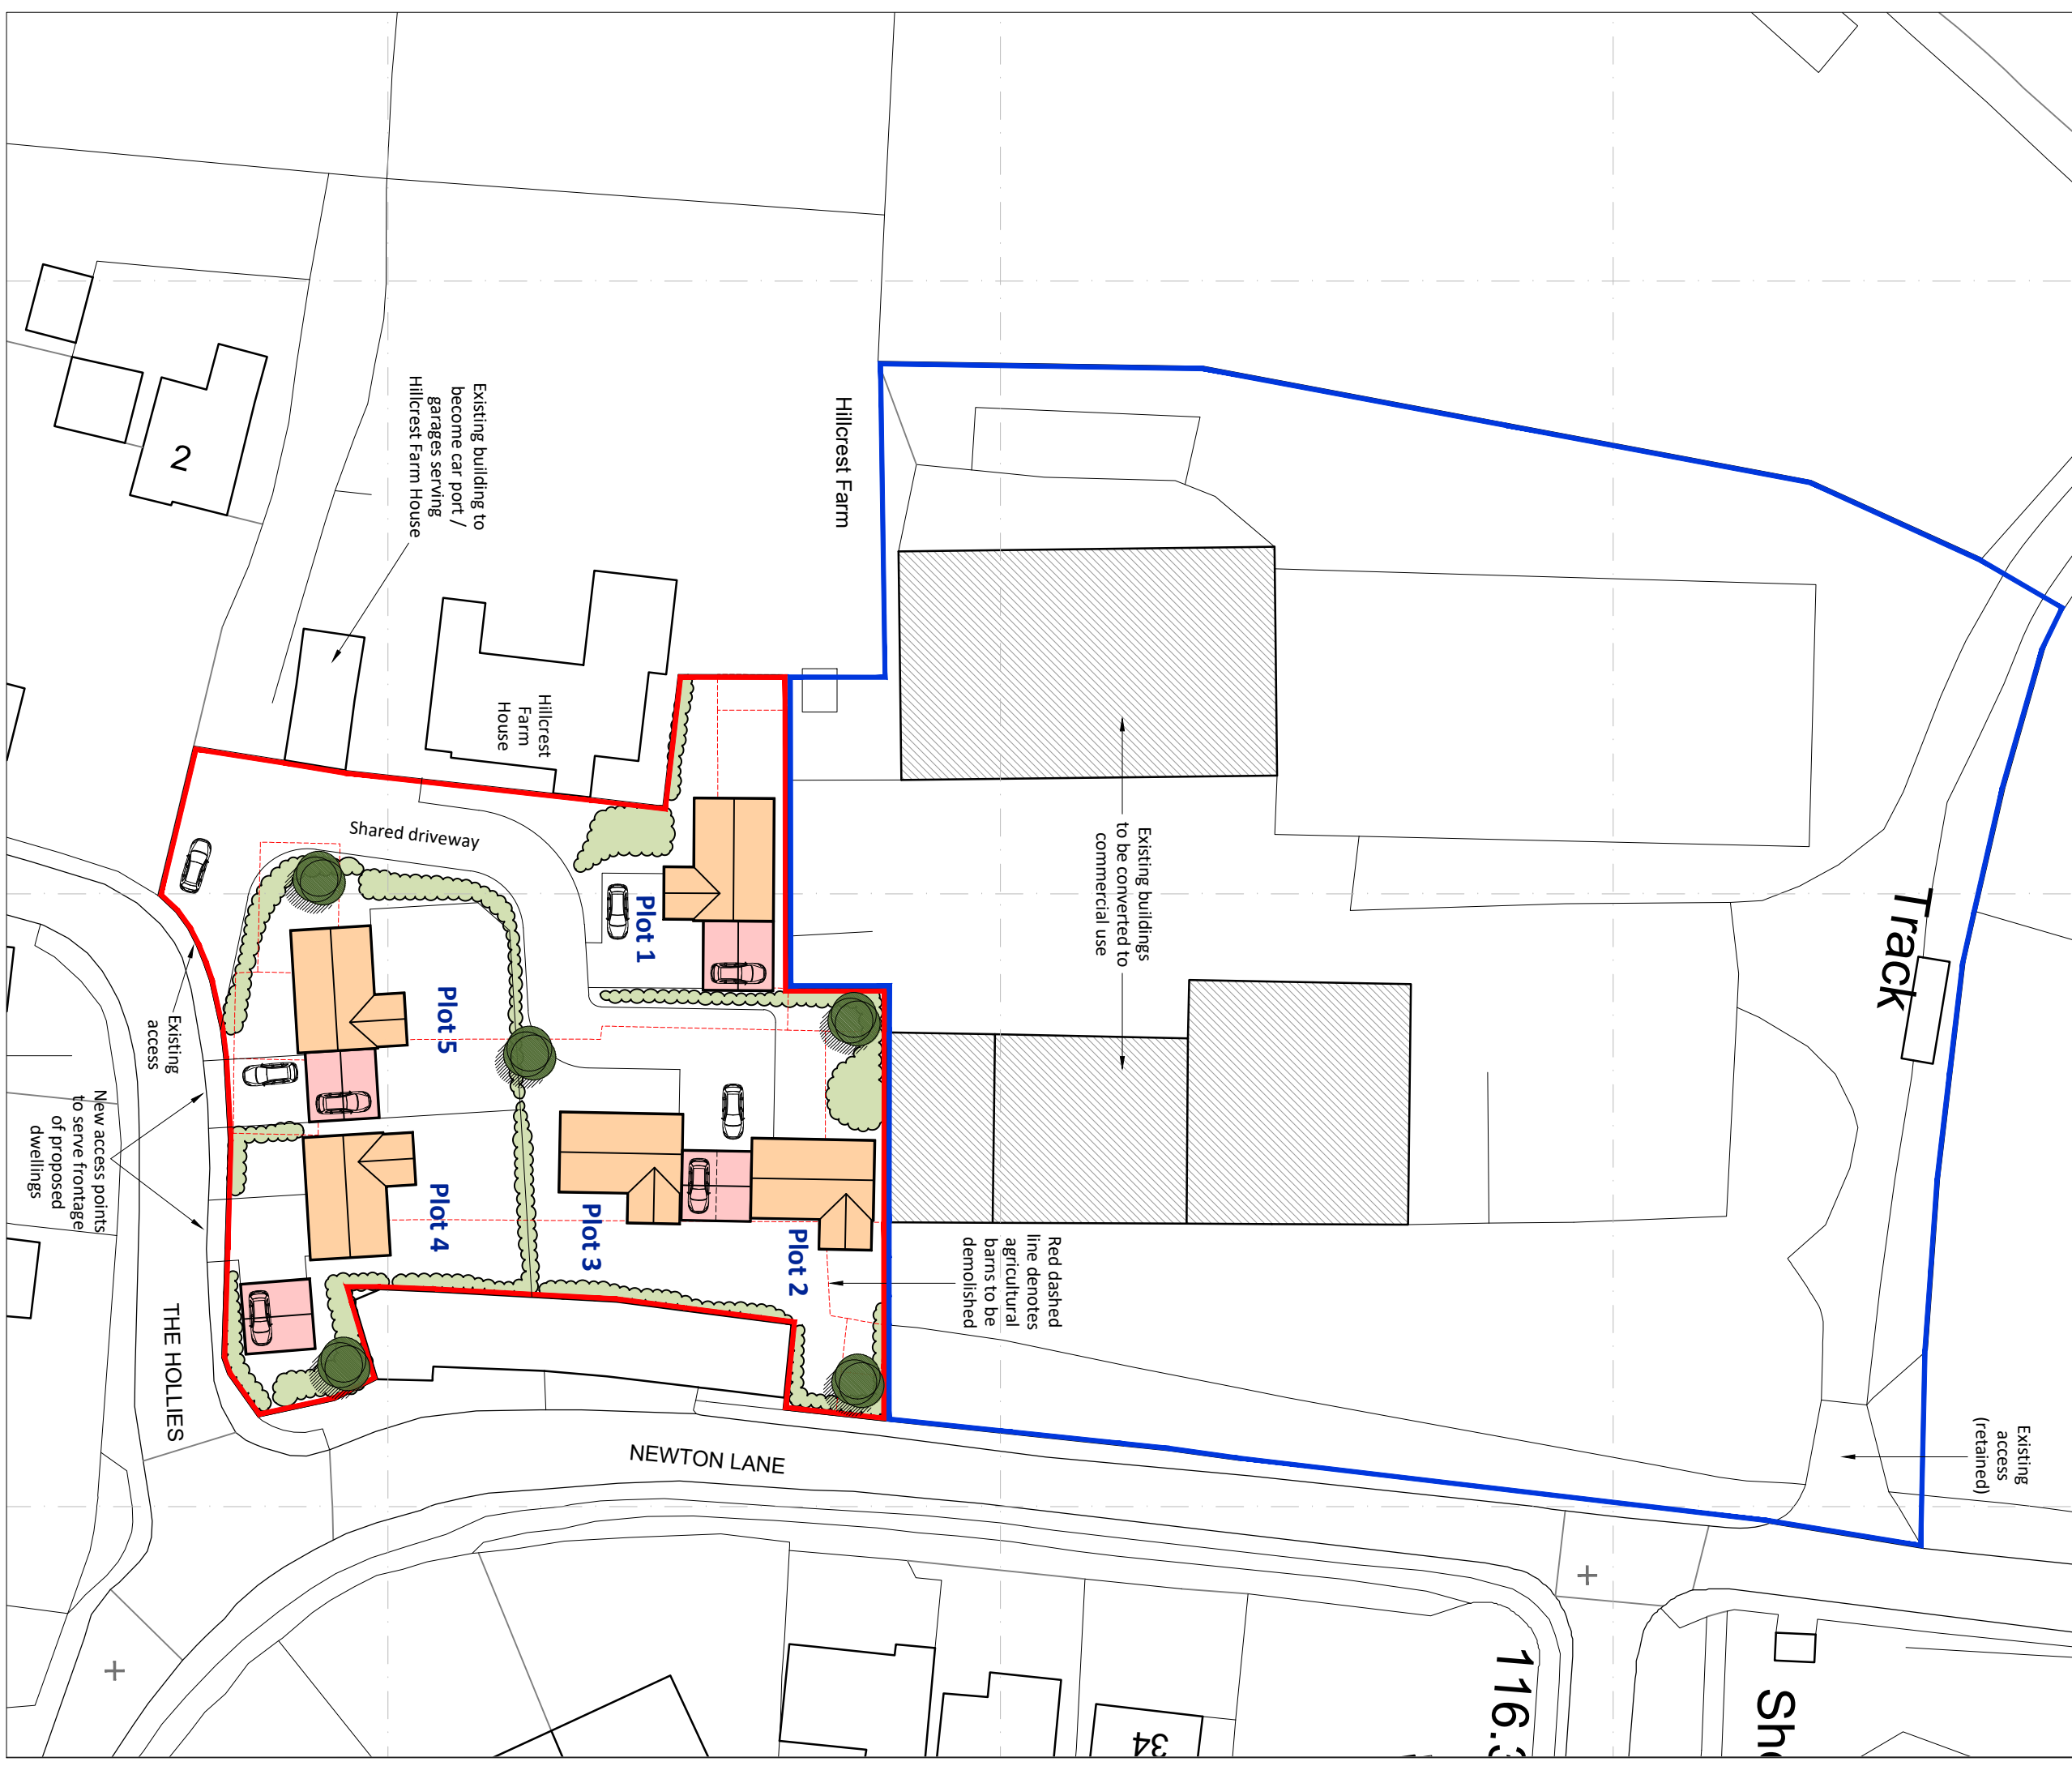 Track
Hillcrest Farm
Existing building to
become car port /
garages serving
Hillcrest Farm House
2
Hillcrest
Farm
House
Shared driveway
Plot 1
Existing buildings
to be converted to
commercial use
Plot 5
Existing
access
New access points
to serve frontage
of proposed
dwellings
Plot 4
Plot 3
Plot 2
Red dashed
line denotes
agricultural
barns to be
demolished
THE HOLLIES
NEWTON LANE
Existing
access
(retained)
34
116.3
She